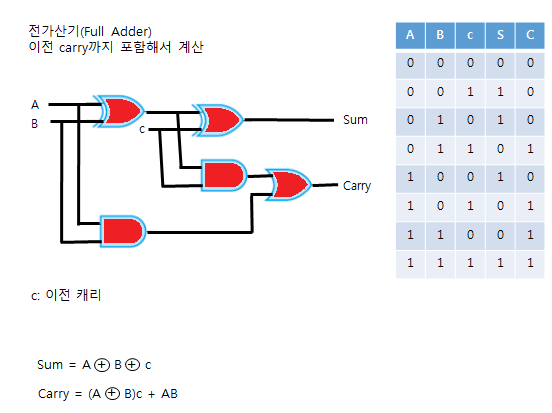 전가산기(Full Adder)
이전 carry까지 포함해서 계산
A
B
c
Sum
Carry
A B c S C
0 0 0 0 0
0 0 1 1 0
0 1 0 1 0
0 1 1 0 1
1 0 0 1 0
1 0 1 0 1
1 1 0 0 1
1 1 1 1 1
c: 이전 캐리
Sum = A ⊕ B ⊕ c
Carry = (A ⊕ B)c + AB